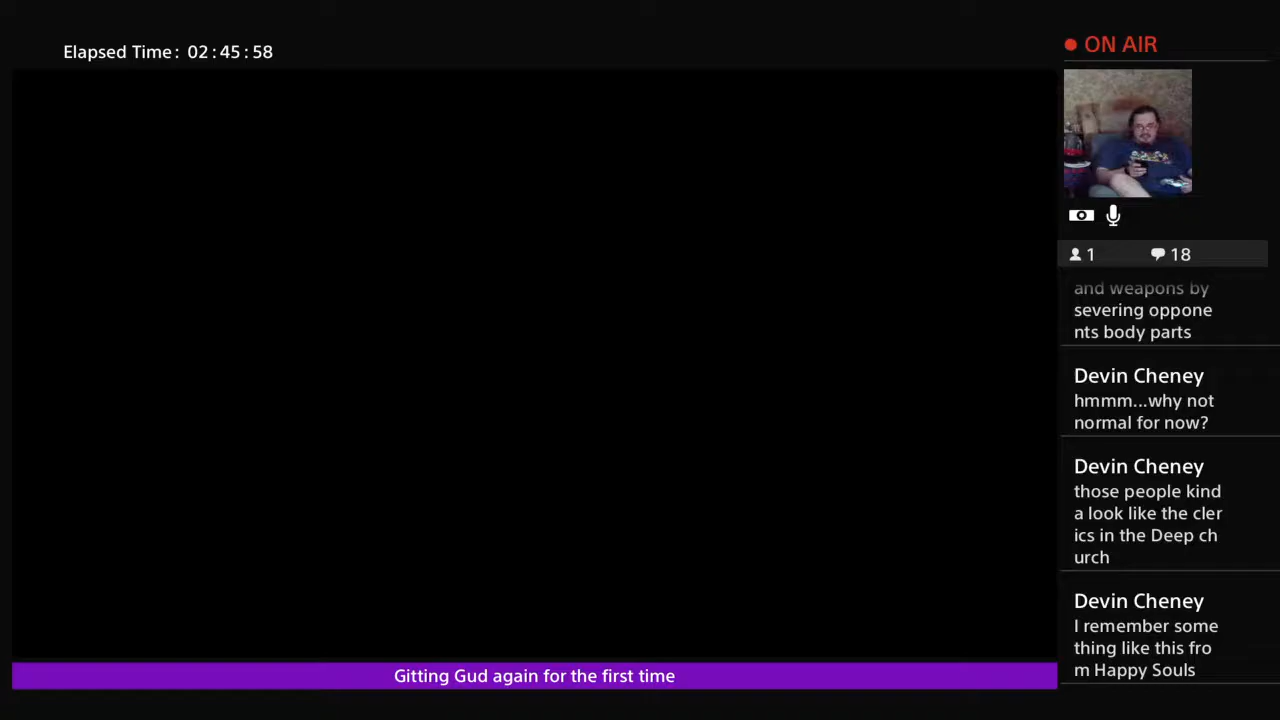 Elapsed Time: 02:45:58
ON AIR
1 18
and weapons by
severing oppone
nts body parts
Devin Cheney
hmmm...why not
normal for now?
Devin Cheney
those people kind
a look like the cler
ics in the Deep ch
urch
Devin Cheney
I remember some
thing like this fro
m Happy Souls
Gitting Gud again for the first time